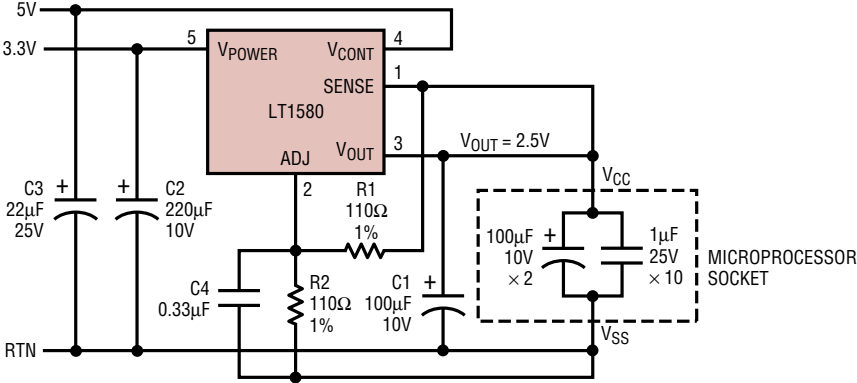 5V
3.3V
5
VPOWER
VCONT
4
SENSE
1
LT1580
ADJ
VOUT
3
2
VOUT = 2.5V
VCC
C3
22µF
25V
+
C2
220µF
10V
+
R1
110Ω
1%
C4
0.33µF
R2
110Ω
1%
C1
100µF
10V
+
100µF
10V
× 2
+
1µF
25V
× 10
MICROPROCESSOR
SOCKET
VSS
RTN